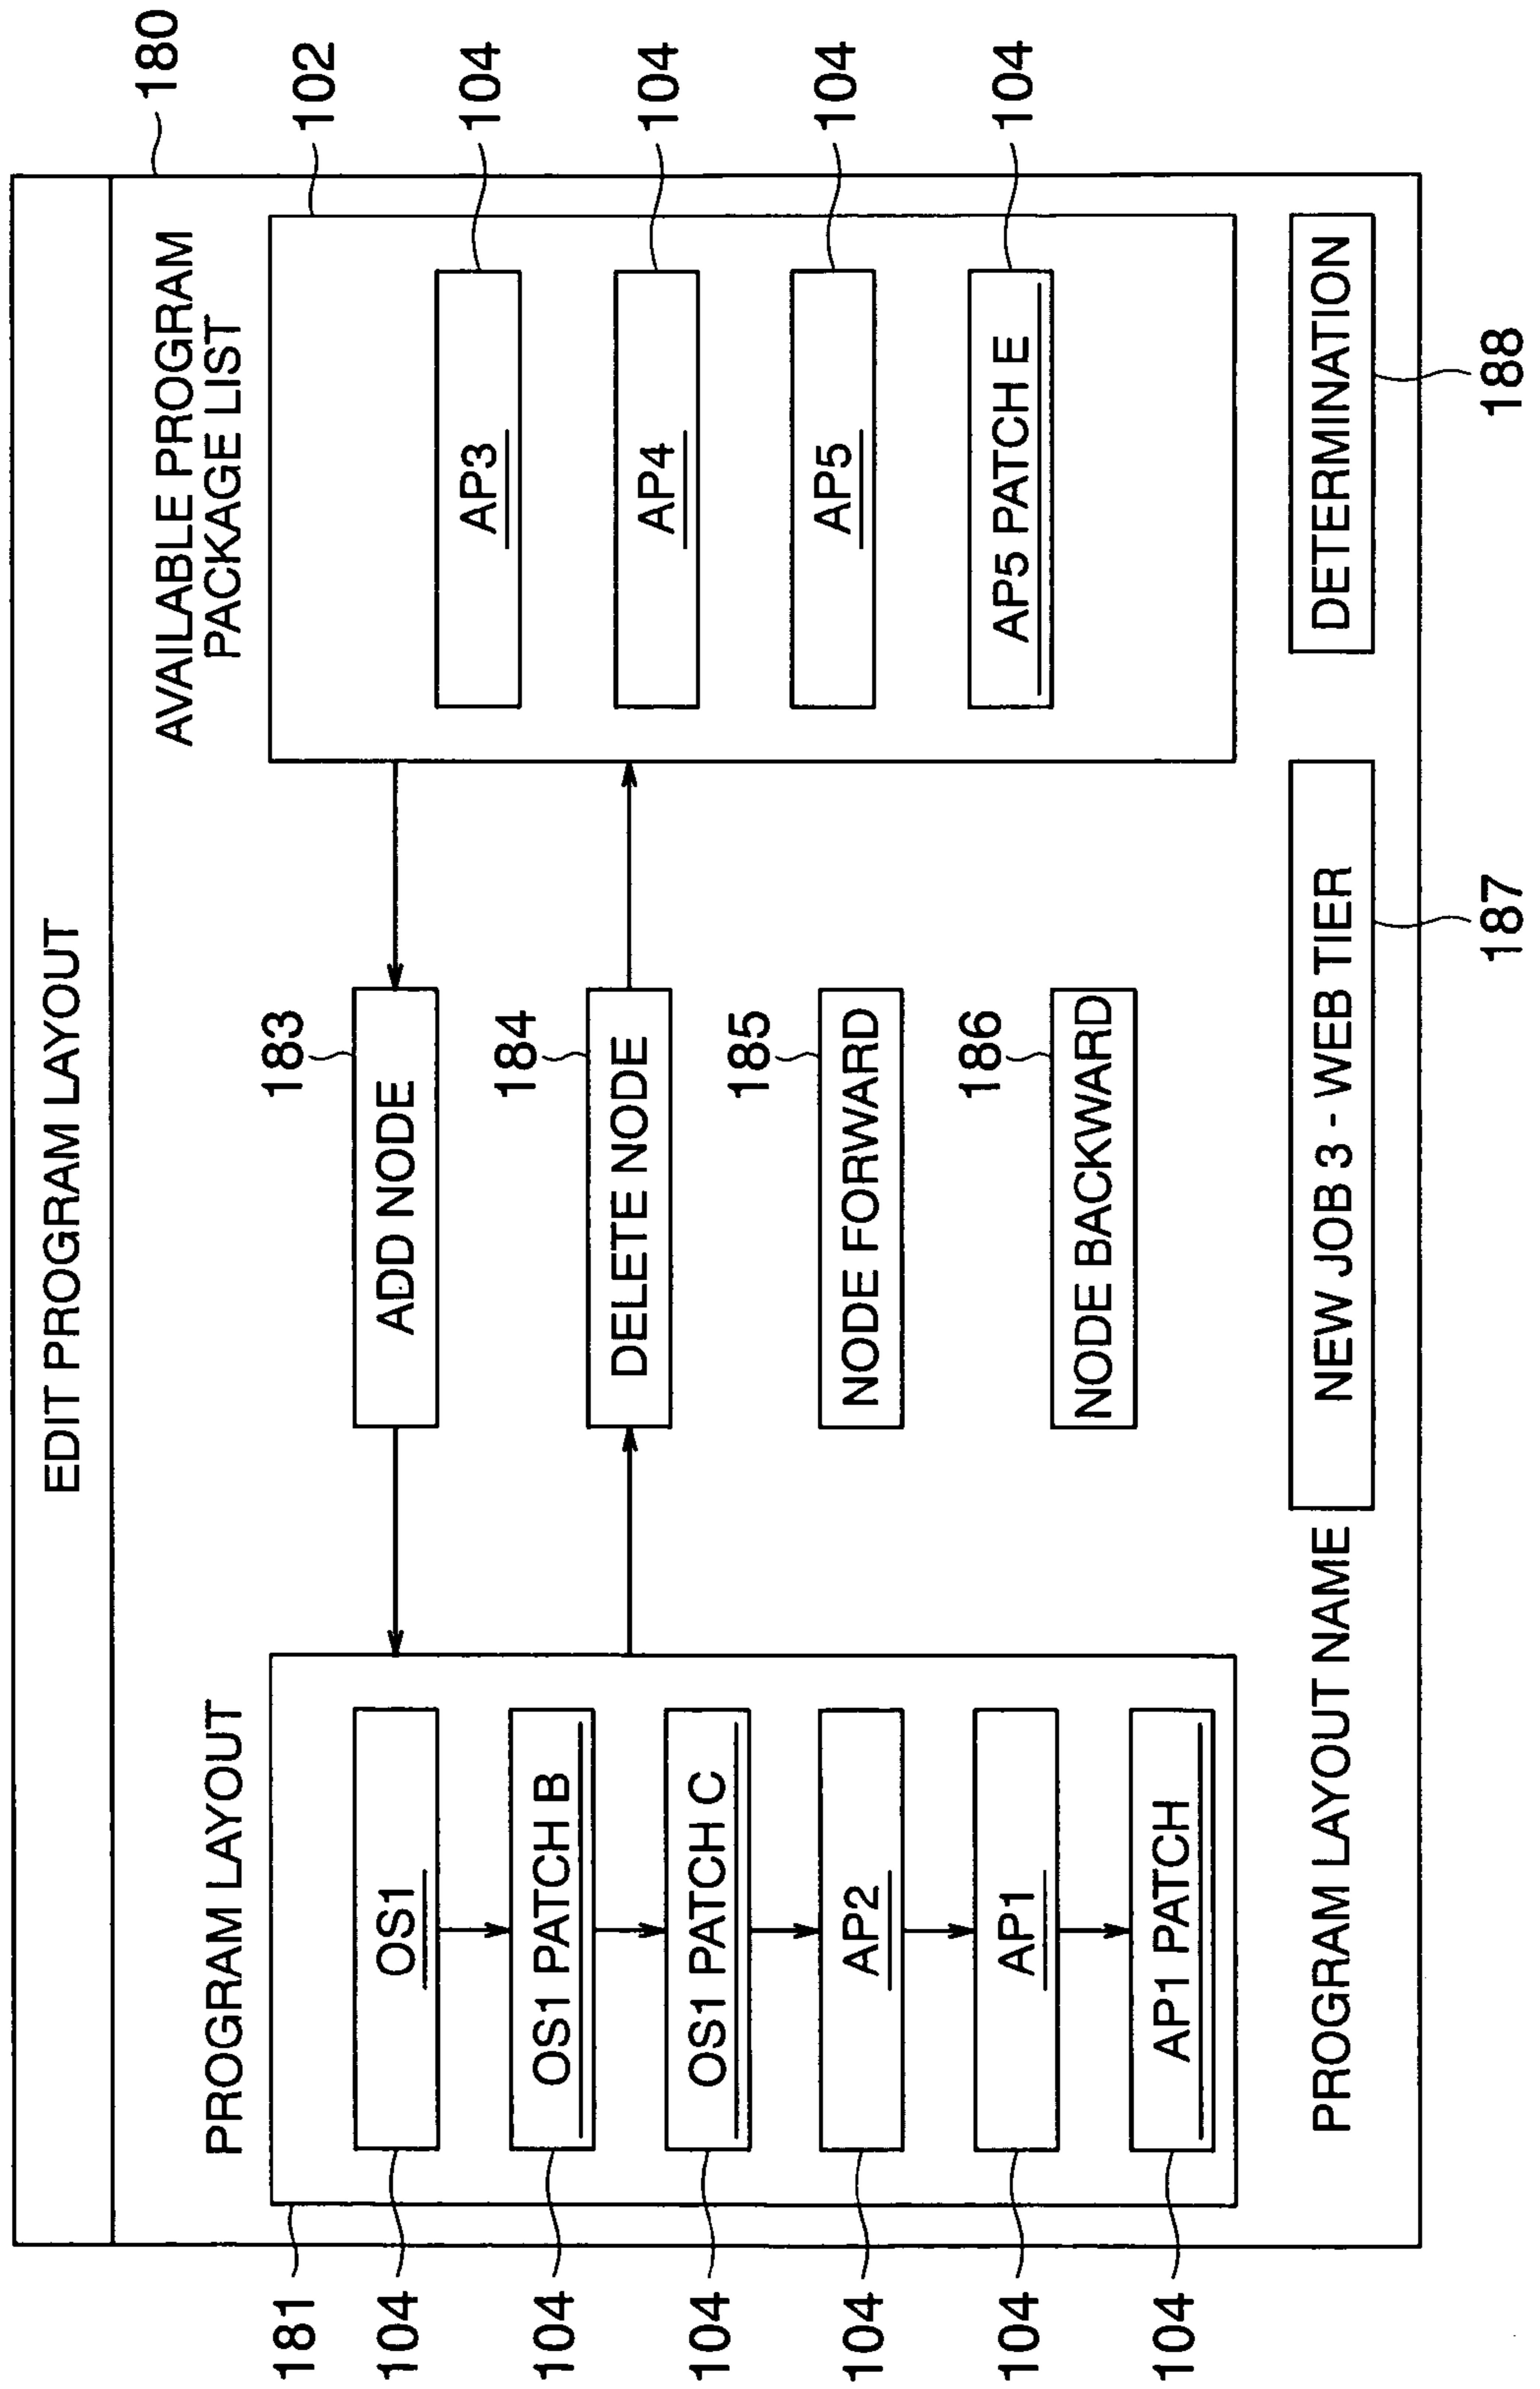 EDIT PROGRAM LAYOUT
180
PROGRAM LAYOUT
181
OS1
104
OS1 PATCH B
104
OS1 PATCH C
104
AP2
104
AP1
104
AP1 PATCH
104
183
ADD NODE
184
DELETE NODE
185
NODE FORWARD
186
NODE BACKWARD
AVAILABLE PROGRAM
PACKAGE LIST
102
AP3
104
AP4
104
AP5
104
AP5 PATCH E
104
PROGRAM LAYOUT NAME
NEW JOB 3 - WEB TIER
187
DETERMINATION
188